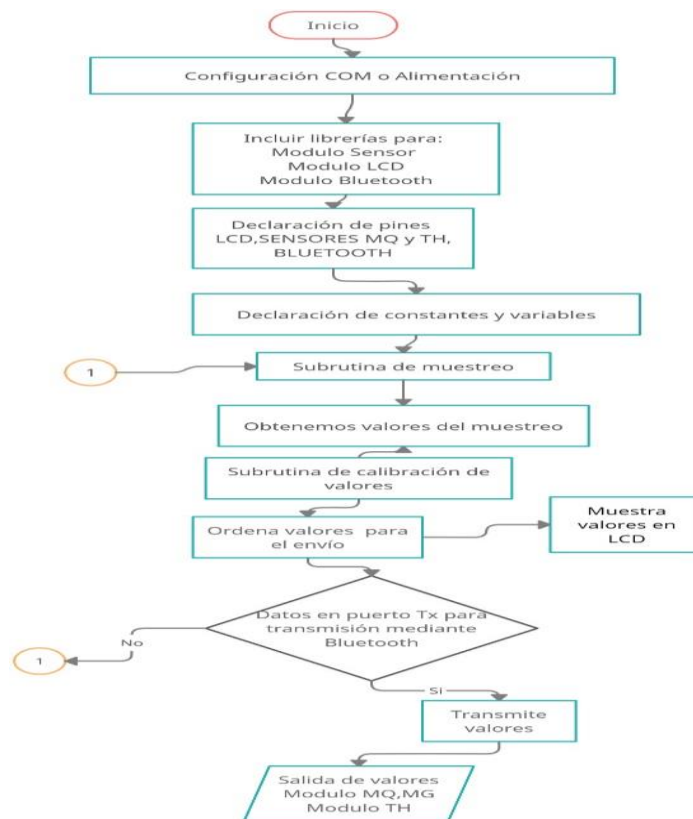 Inicio
Configuración COM o Alimentación
Incluir librerías para:
Modulo Sensor
Modulo LCD
Modulo Bluetooth
Declaración de pines
LCD,SENSORES MQ y TH,
BLUETOOTH
Declaración de constantes y variables
1
Subrutina de muestreo
Obtenemos valores del muestreo
Subrutina de calibración de
valores
Ordena valores para
el envío
Muestra
valores en
LCD
Datos en puerto Tx para
transmisión mediante
Bluetooth
No
1
Si
Transmite
valores
Salida de valores
Modulo MQ,MG
Modulo TH